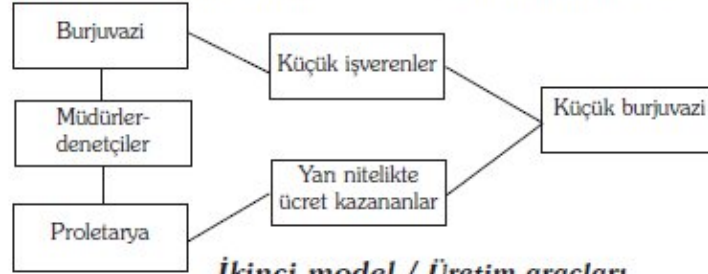 Burjuvazi
Küçük işverenler
Müdürler-
denetçiler
Küçük burjuvazi
Yan nitelikte
ücret kazananlar
Proletarya
İkinci model / Üretim araçları